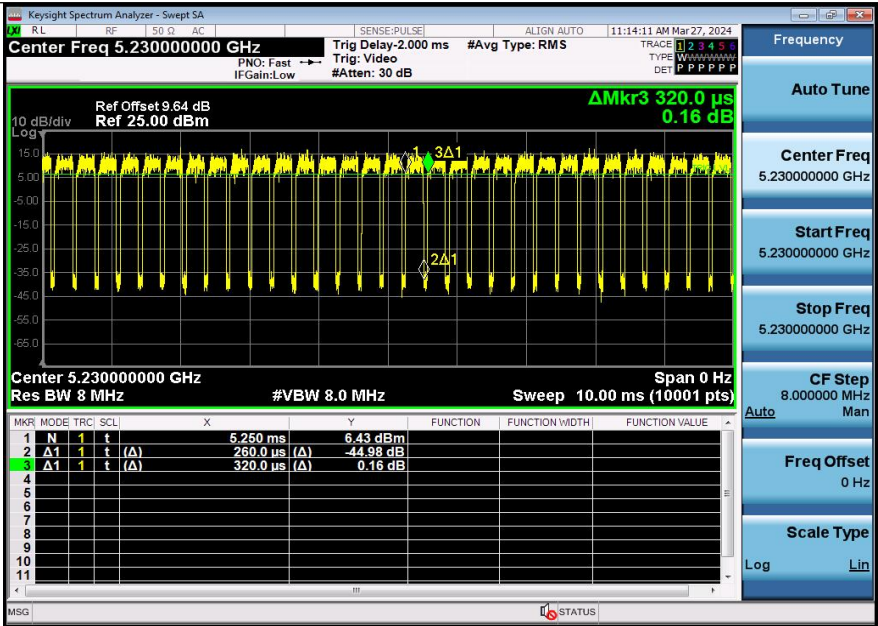 Keysight Spectrum Analyzer - Swept SA
LXI RL RF 50 Ω AC SENSE:PULSE ALIGN AUTO 11:14:11 AM Mar 27, 2024
Center Freq 5.230000000 GHz
PNO: Fast
IFGain:Low
Trig Delay-2.000 ms
Trig: Video
#Atten: 30 dB
#Avg Type: RMS
TRACE 1 2 3 4 5 6
TYPE WWWWWW
DET P P P P P P
ΔMkr3 320.0 µs
0.16 dB
Ref Offset 9.64 dB
10 dB/div Ref 25.00 dBm
Log
15.0
5.00
-5.00
-15.0
-25.0
-35.0
-45.0
-55.0
-65.0
1
3Δ1
2Δ1
Center 5.230000000 GHz Span 0 Hz
Res BW 8 MHz #VBW 8.0 MHz Sweep 10.00 ms (10001 pts)
MKR MODE TRC SCL X Y FUNCTION FUNCTION WIDTH FUNCTION VALUE
1 N 1 t 5.250 ms 6.43 dBm
2 Δ1 1 t (Δ) 260.0 µs (Δ) -44.98 dB
3 Δ1 1 t (Δ) 320.0 µs (Δ) 0.16 dB
4
5
6
7
8
9
10
11
MSG STATUS
Frequency
Auto Tune
Center Freq
5.230000000 GHz
Start Freq
5.230000000 GHz
Stop Freq
5.230000000 GHz
CF Step
8.000000 MHz
Auto Man
Freq Offset
0 Hz
Scale Type
Log Lin